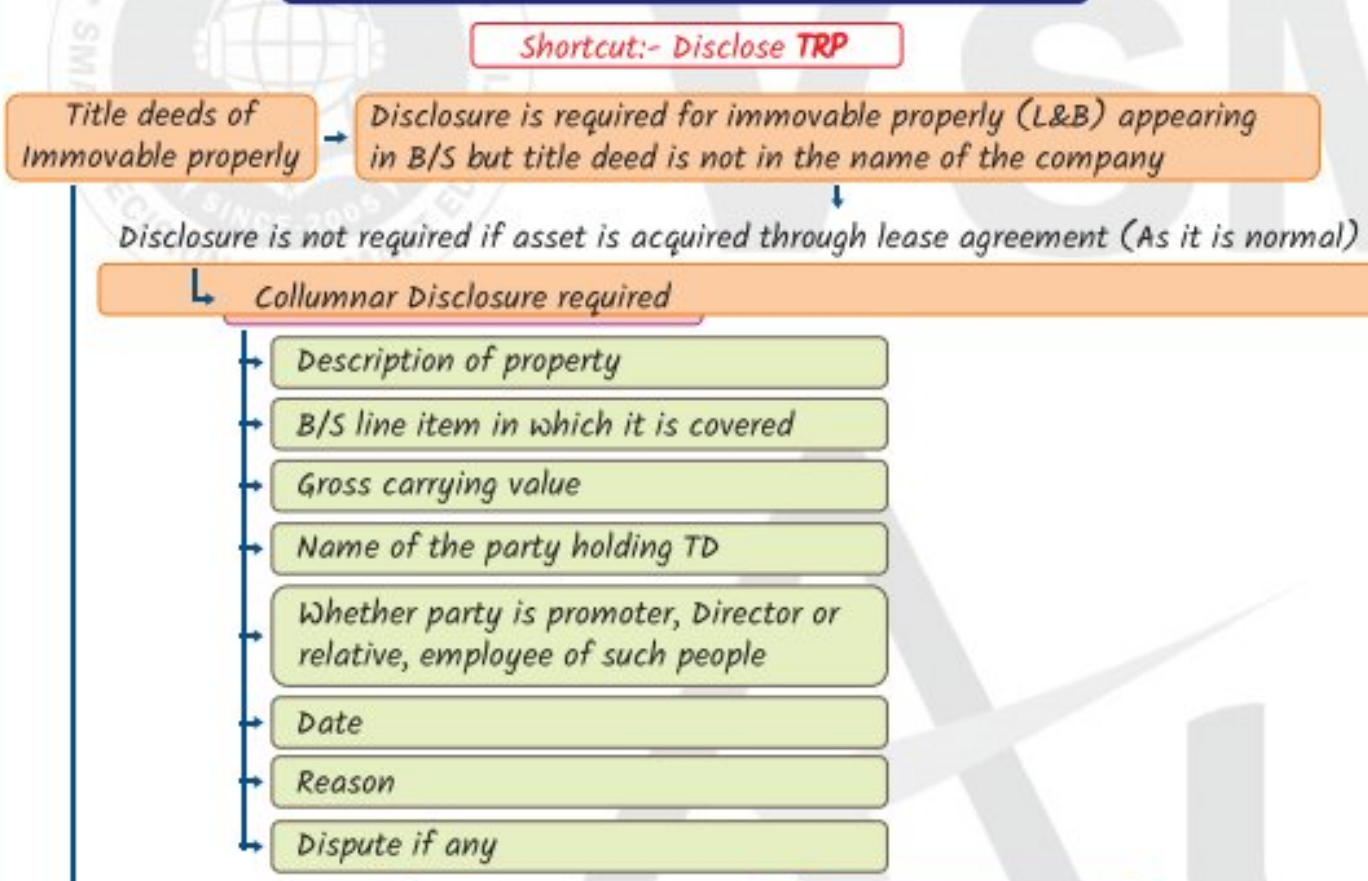 Shortcut:- Disclose TRP
Title deeds of
Immovable properly
Disclosure is required for immovable properly (L&B) appearing
in B/S but title deed is not in the name of the company
Disclosure is not required if asset is acquired through lease agreement (As it is normal)
Collumnar Disclosure required
Description of property
B/S line item in which it is covered
Gross carrying value
Name of the party holding TD
Whether party is promoter, Director or
relative, employee of such people
Date
Reason
Dispute if any
SINCE 2005